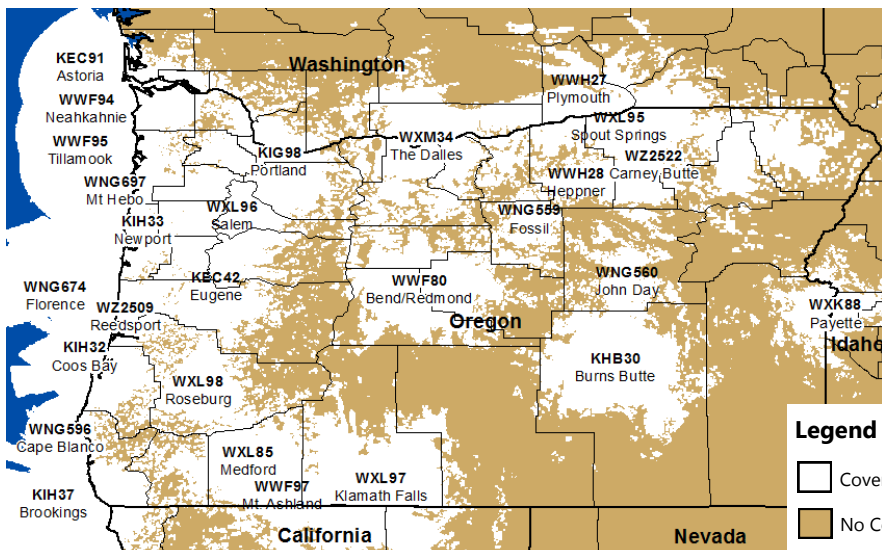 KEC91
Astoria
Washington
WWF94
Neahkahnie
WWH27
Plymouth
WWF95
Tillamook
KIG98
Portland
WXM34
The Dalles
WXL95
Spout Springs
WZ2522
Carney Butte
WWH28
Heppner
WNG697
Mt Hebo
WXL96
Salem
WNG559
Fossil
KIH33
Newport
KEC42
Eugene
WWF80
Bend/Redmond
WNG560
John Day
WNG674
Florence
WZ2509
Reedsport
Oregon
WXK88
Payette
Idaho
KIH32
Coos Bay
KHB30
Burns Butte
WXL98
Roseburg
WNG596
Cape Blanco
WXL85
Medford
WWF97
Mt. Ashland
WXL97
Klamath Falls
KIH37
Brookings
California
Nevada
Legend
Cove
No C